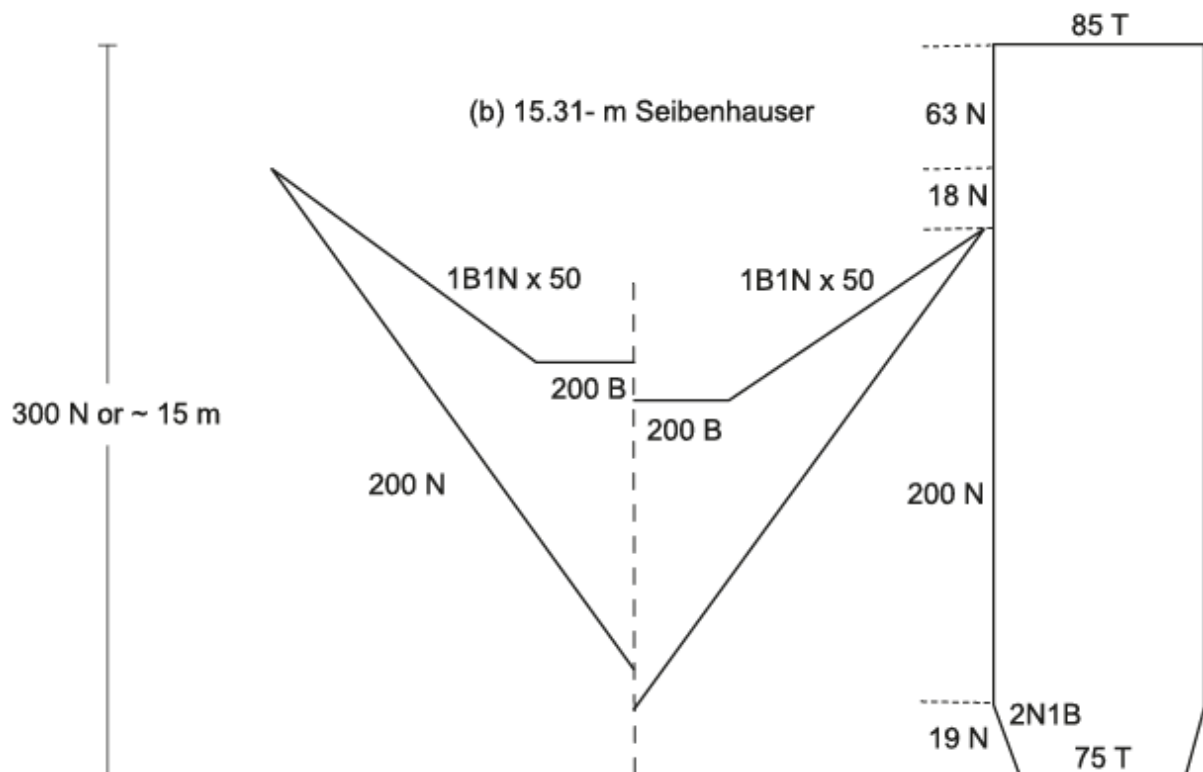 85 T
(b) 15.31- m Seibenhauser
63 N
18 N
1B1N x 50
1B1N x 50
200 B
200 B
300 N or ~ 15 m
200 N
200 N
2N1B
19 N
75 T